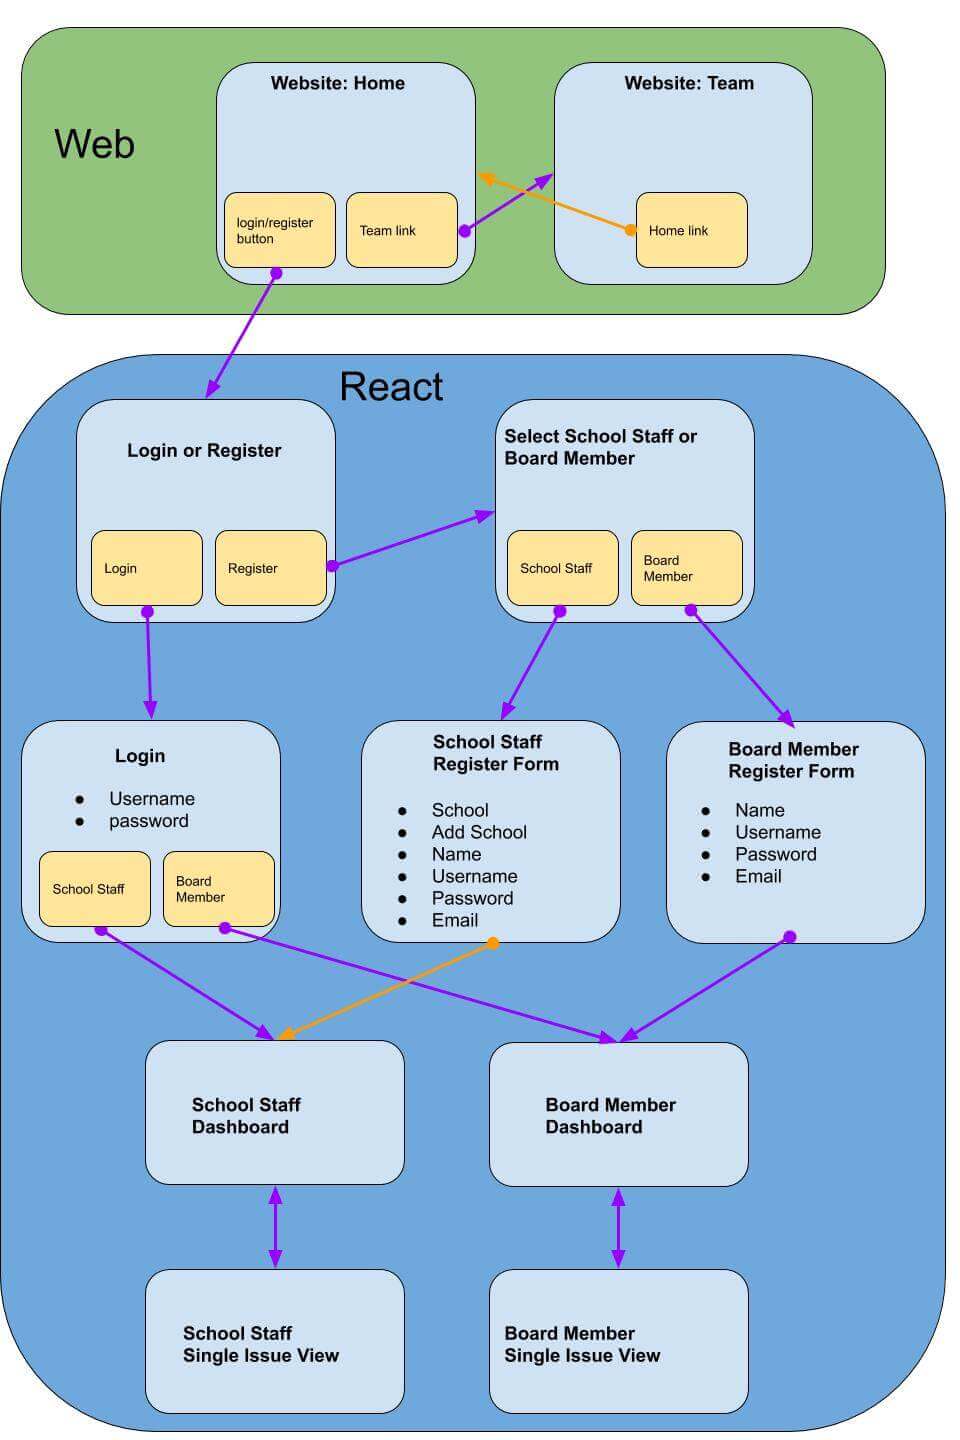 Website: Home
Website: Team
Web
login/register
button
Team link
Home link
React
Login or Register
Select School Staff or
Board Member
Login
Register
School Staff
Board
Member
Login
● Username
● password
School Staff
Board
Member
School Staff
Register Form
● School
● Add School
● Name
● Username
● Password
● Email
Board Member
Register Form
● Name
● Username
● Password
● Email
School Staff
Dashboard
Board Member
Dashboard
School Staff
Single Issue View
Board Member
Single Issue View